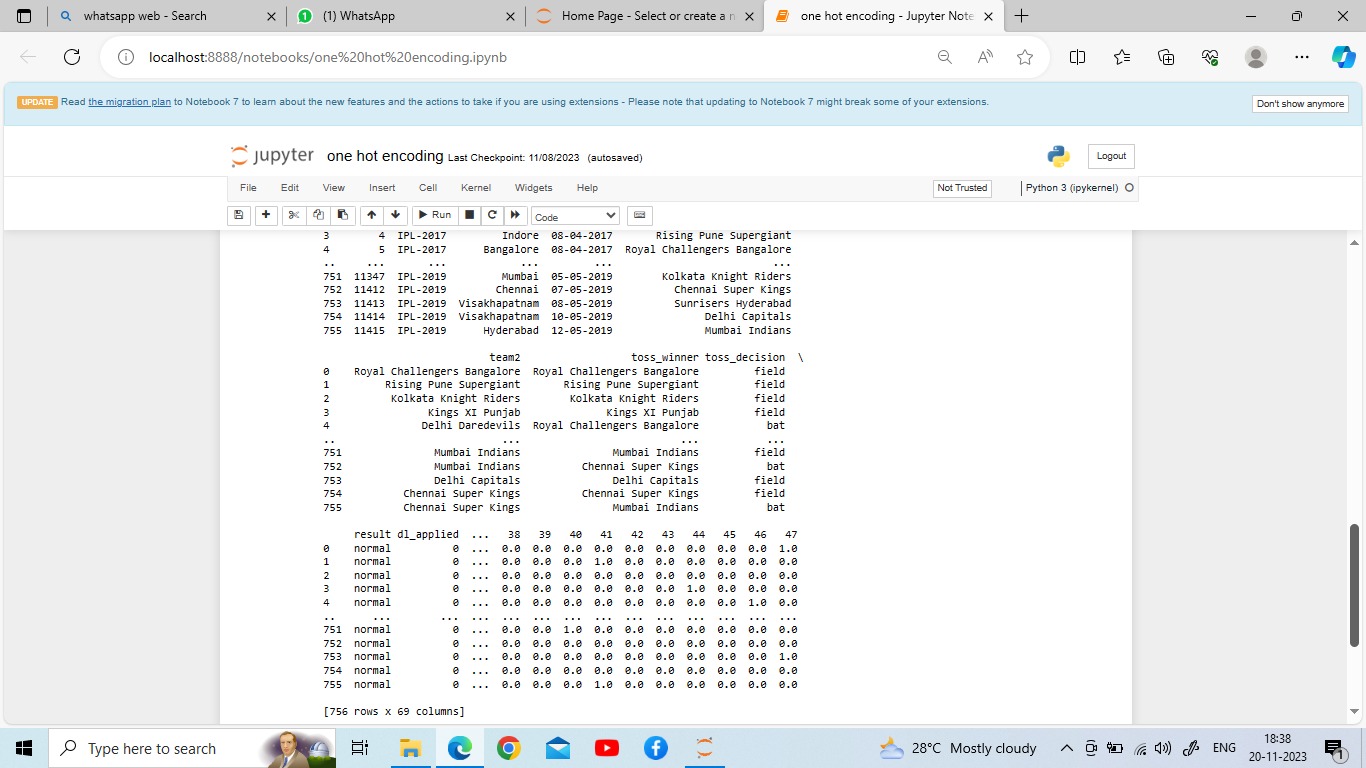 whatsapp web - Search
(1) WhatsApp
Home Page - Select or create a n
one hot encoding - Jupyter Note
localhost:8888/notebooks/one%20hot%20encoding.ipynb
UPDATE Read the migration plan to Notebook 7 to learn about the new features and the actions to take if you are using extensions - Please note that updating to Notebook 7 might break some of your extensions.
Don't show anymore
jupyter one hot encoding Last Checkpoint: 11/08/2023 (autosaved)
Logout
File Edit View Insert Cell Kernel Widgets Help
Not Trusted
Python 3 (ipykernel)
Run
Code
3 4 IPL-2017 Indore 08-04-2017 Rising Pune Supergiant
4 5 IPL-2017 Bangalore 08-04-2017 Royal Challengers Bangalore
.. ... ... ... ... ...
751 11347 IPL-2019 Mumbai 05-05-2019 Kolkata Knight Riders
752 11412 IPL-2019 Chennai 07-05-2019 Chennai Super Kings
753 11413 IPL-2019 Visakhapatnam 08-05-2019 Sunrisers Hyderabad
754 11414 IPL-2019 Visakhapatnam 10-05-2019 Delhi Capitals
755 11415 IPL-2019 Hyderabad 12-05-2019 Mumbai Indians
team2 toss_winner toss_decision \
0 Royal Challengers Bangalore Royal Challengers Bangalore field
1 Rising Pune Supergiant Rising Pune Supergiant field
2 Kolkata Knight Riders Kolkata Knight Riders field
3 Kings XI Punjab Kings XI Punjab field
4 Delhi Daredevils Royal Challengers Bangalore bat
.. ... ... ...
751 Mumbai Indians Mumbai Indians field
752 Mumbai Indians Chennai Super Kings bat
753 Delhi Capitals Delhi Capitals field
754 Chennai Super Kings Chennai Super Kings field
755 Chennai Super Kings Mumbai Indians bat
result dl_applied ... 38 39 40 41 42 43 44 45 46 47
0 normal 0 ... 0.0 0.0 0.0 0.0 0.0 0.0 0.0 0.0 0.0 1.0
1 normal 0 ... 0.0 0.0 0.0 1.0 0.0 0.0 0.0 0.0 0.0 0.0
2 normal 0 ... 0.0 0.0 0.0 0.0 0.0 0.0 0.0 0.0 0.0 0.0
3 normal 0 ... 0.0 0.0 0.0 0.0 0.0 0.0 1.0 0.0 0.0 0.0
4 normal 0 ... 0.0 0.0 0.0 0.0 0.0 0.0 0.0 0.0 1.0 0.0
.. ... ... ... ... ... ... ... ... ... ... ... ... ...
751 normal 0 ... 0.0 0.0 1.0 0.0 0.0 0.0 0.0 0.0 0.0 0.0
752 normal 0 ... 0.0 0.0 0.0 0.0 0.0 0.0 0.0 0.0 0.0 0.0
753 normal 0 ... 0.0 0.0 0.0 0.0 0.0 0.0 0.0 0.0 0.0 1.0
754 normal 0 ... 0.0 0.0 0.0 0.0 0.0 0.0 0.0 0.0 0.0 0.0
755 normal 0 ... 0.0 0.0 0.0 1.0 0.0 0.0 0.0 0.0 0.0 0.0
[756 rows x 69 columns]
Type here to search
28°C Mostly cloudy
ENG
18:38
20-11-2023
1